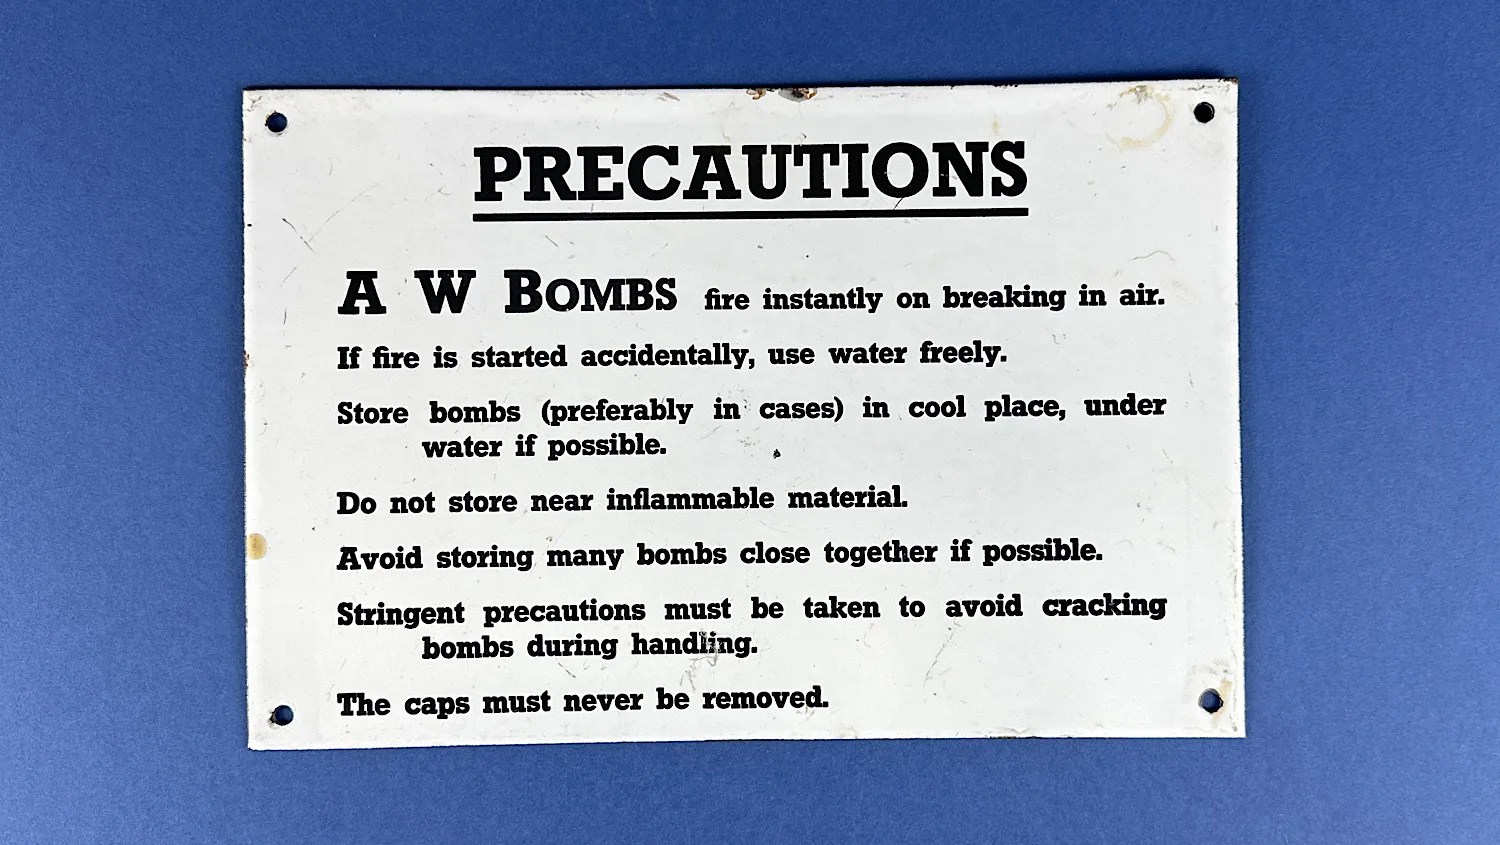 PRECAUTIONS
A W BOMBS fire instantly on breaking in air.
If fire is started accidentally, use water freely.
Store bombs (preferably in cases) in cool place, under
water if possible.
Do not store near inflammable material.
Avoid storing many bombs close together if possible.
Stringent precautions must be taken to avoid cracking
bombs during handling.
The caps must never be removed.